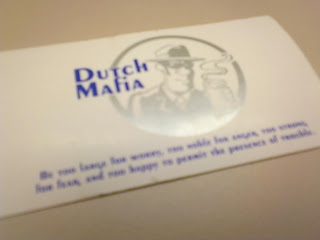 Dutch
Mafia
Be too large for worry, too noble for anger, too strong,
for fear, and too happy to permit the presence of trouble.